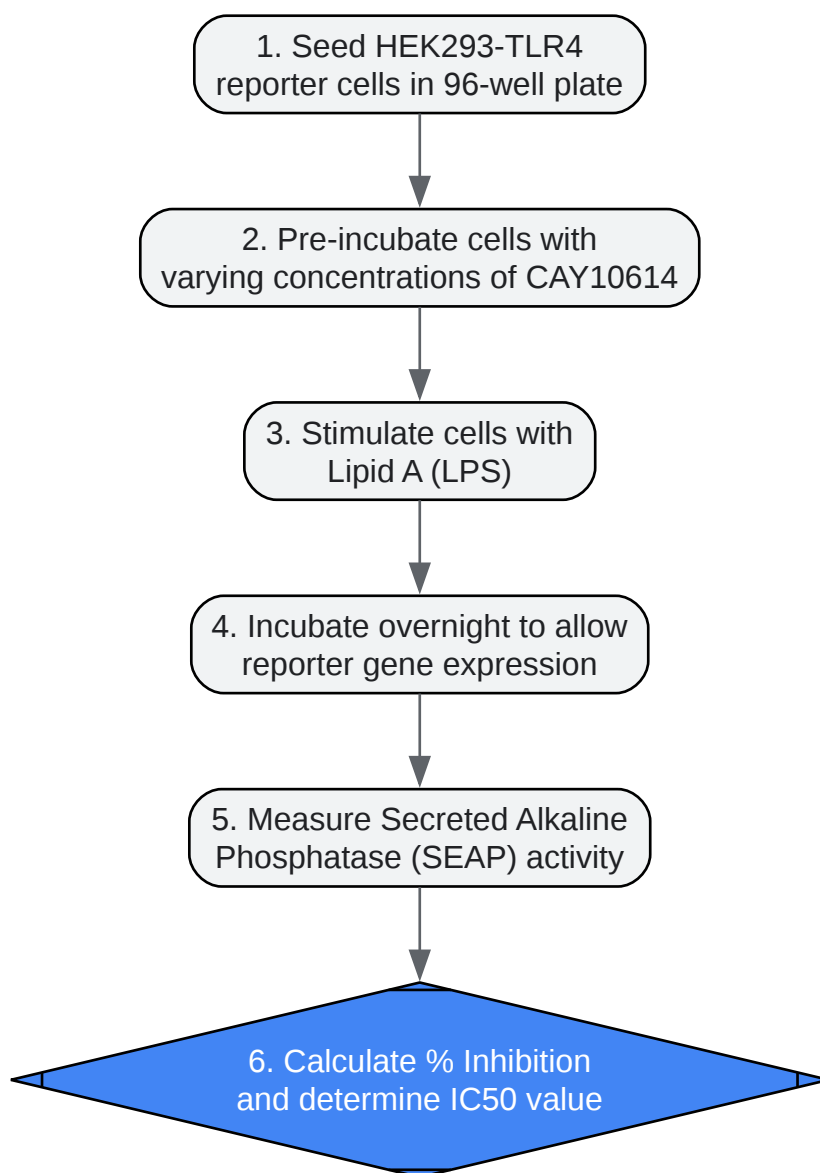 1. Seed HEK293-TLR4
reporter cells in 96-well plate
2. Pre-incubate cells with
varying concentrations of CAY10614
3. Stimulate cells with
Lipid A (LPS)
4. Incubate overnight to allow
reporter gene expression
5. Measure Secreted Alkaline
Phosphatase (SEAP) activity
6. Calculate % Inhibition
and determine IC50 value